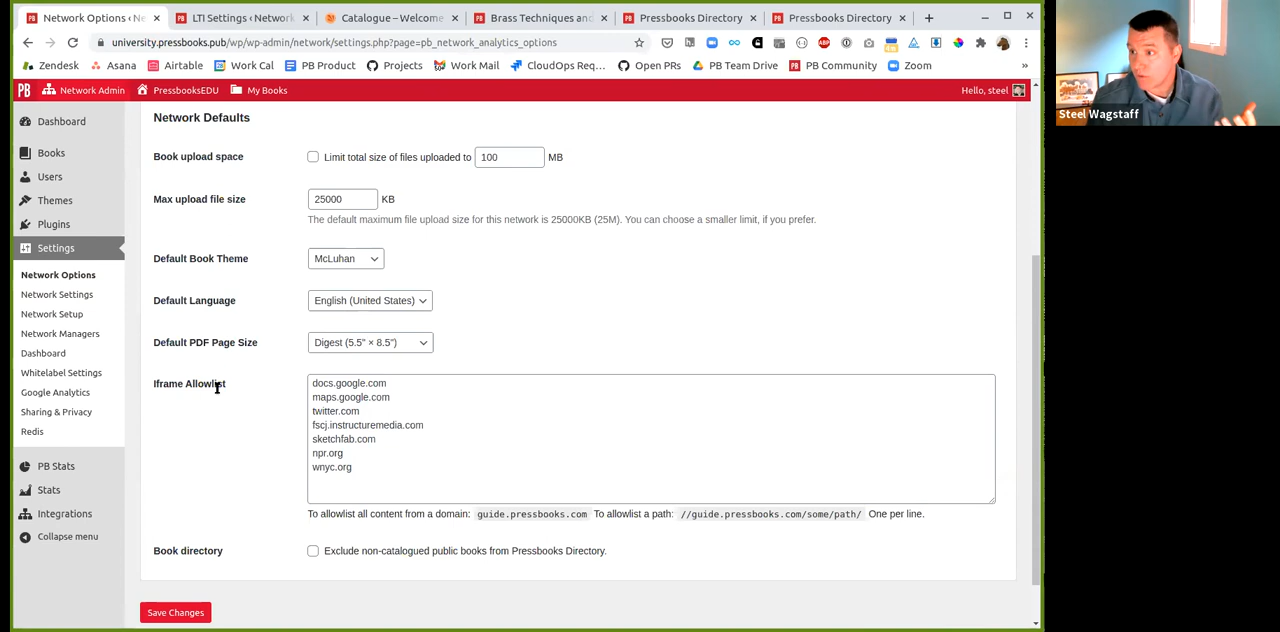 Network Options ‹ Ne
LTI Settings ‹ Network
Catalogue – Welcome
Brass Techniques and
Pressbooks Directory
Pressbooks Directory
university.pressbooks.pub/wp/wp-admin/network/settings.php?page=pb_network_analytics_options
Zendesk
Asana
Airtable
Work Cal
PB Product
Projects
Work Mail
CloudOps Req...
Open PRs
PB Team Drive
PB Community
Zoom
»
PB
Network Admin
PressbooksEDU
My Books
Hello, steel
Steel Wagstaff
Dashboard
Books
Users
Themes
Plugins
Settings
Network Options
Network Settings
Network Setup
Network Managers
Dashboard
Whitelabel Settings
Google Analytics
Sharing & Privacy
Redis
PB Stats
Stats
Integrations
Collapse menu
Network Defaults
Book upload space
Limit total size of files uploaded to 100 MB
Max upload file size
25000 KB
The default maximum file upload size for this network is 25000KB (25M). You can choose a smaller limit, if you prefer.
Default Book Theme
McLuhan
Default Language
English (United States)
Default PDF Page Size
Digest (5.5" × 8.5")
Iframe Allowlist
docs.google.com
maps.google.com
twitter.com
fscj.instructuremedia.com
sketchfab.com
npr.org
wnyc.org
To allowlist all content from a domain: guide.pressbooks.com To allowlist a path: //guide.pressbooks.com/some/path/ One per line.
Book directory
Exclude non-catalogued public books from Pressbooks Directory.
Save Changes